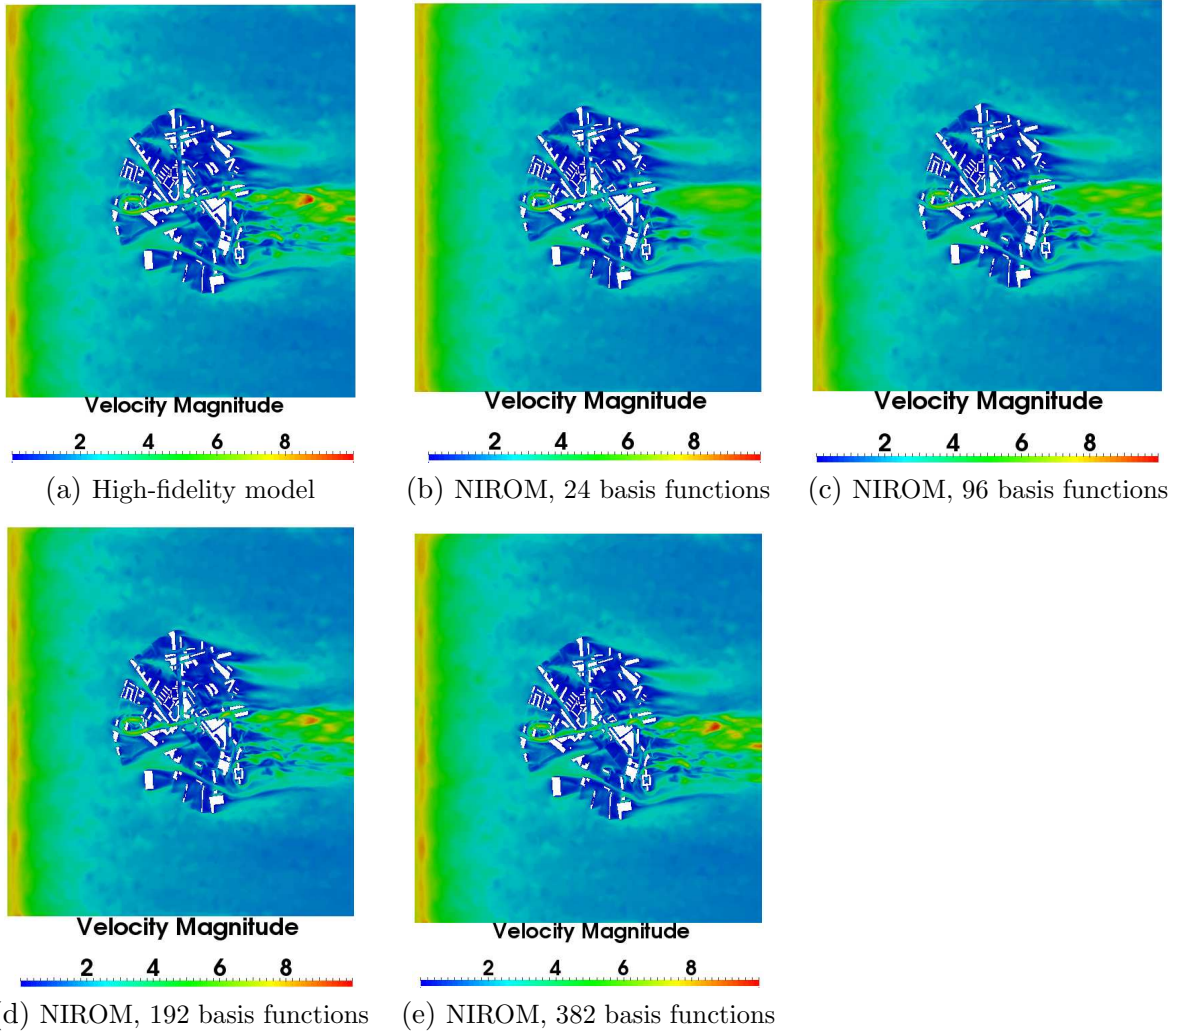 Velocity Magnitude
2 4 6 8
(a) High-fidelity model
Velocity Magnitude
2 4 6 8
(b) NIROM, 24 basis functions
Velocity Magnitude
2 4 6 8
(c) NIROM, 96 basis functions
Velocity Magnitude
2 4 6 8
d) NIROM, 192 basis functions
Velocity Magnitude
2 4 6 8
(e) NIROM, 382 basis functions